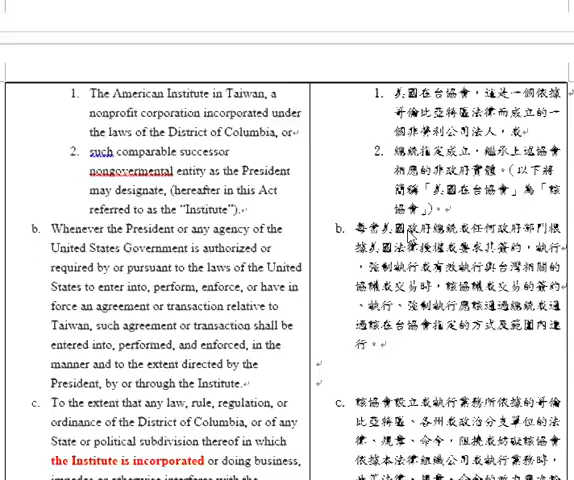 1. The American Institute in Taiwan, a
nonprofit corporation incorporated under
the laws of the District of Columbia, or
2. such comparable successor
nongovermental entity as the President
may designate, (hereafter in this Act
referred to as the “Institute”).
b. Whenever the President or any agency of the
United States Government is authorized or
required by or pursuant to the laws of the United
States to enter into, perform, enforce, or have in
force an agreement or transaction relative to
Taiwan, such agreement or transaction shall be
entered into, performed, and enforced, in the
manner and to the extent directed by the
President, by or through the Institute.
c. To the extent that any law, rule, regulation, or
ordinance of the District of Columbia, or of any
State or political subdivision thereof in which
the Institute is incorporated or doing business,
impedes or otherwise interferes with the
1. 美國在台協會，這是一個依據
哥倫比亞特區法律而成立的一
個非營利公司法人，或
2. 總統指定成立，繼承上述協會
相應的非政府實體。(以下將
簡稱「美國在台協會」為「該
協會」)。
b. 每當美國政府總統或任何政府部門根
據美國法律授權或要求其簽約，執行
，強制執行或有效執行與台灣相關的
協議或交易時，該協議或交易的簽約
、執行、強制執行應該通過總統或通
過該在台協會指定的方式及範圍內進
行。
c. 該協會設立或執行業務所依據的哥倫
比亞特區、各州或政治分支單位的法
律、規章、命令，阻撓或妨礙該協會
依據本法律組織公司或執行業務時，